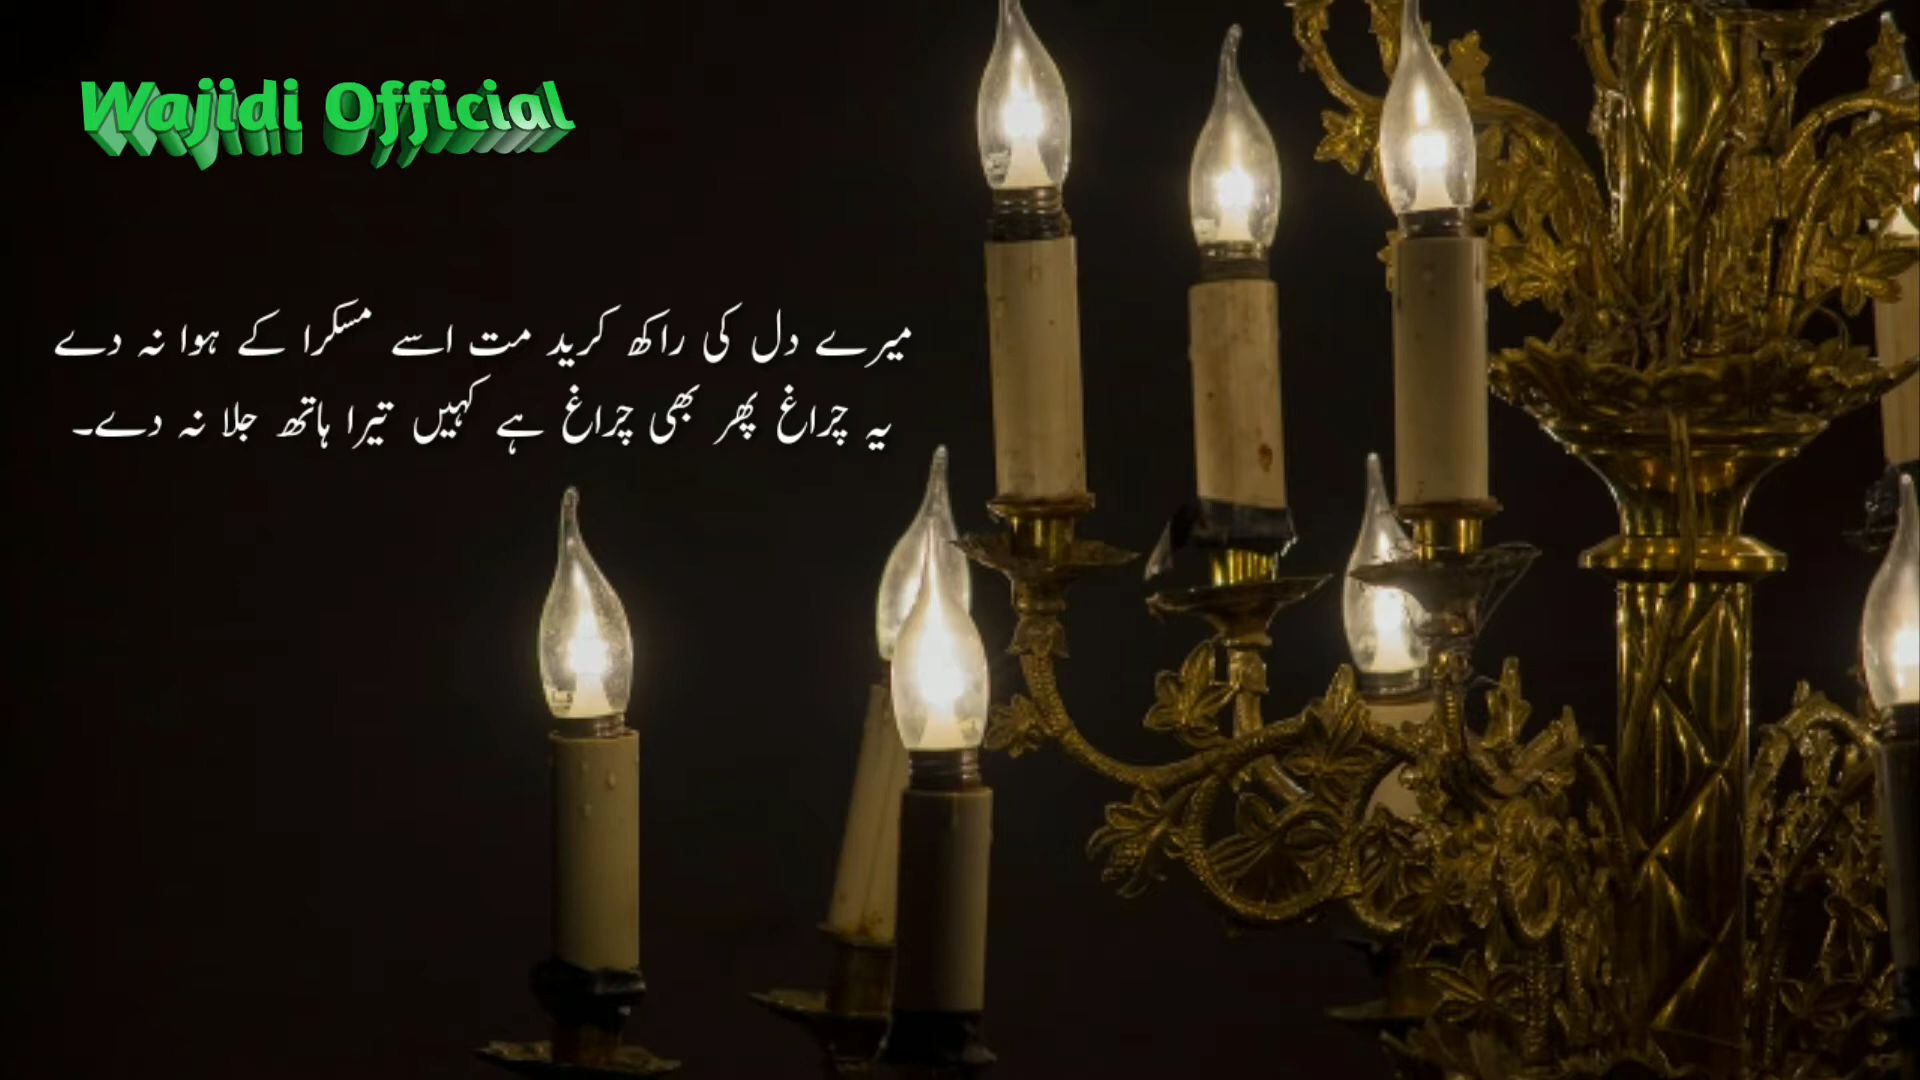 Wajidi Official
میرے دل کی راکھ کرید مت اسے مسکرا کے ہوا نہ دے
یہ چراغ پھر بھی چراغ ہے کہیں تیرا ہاتھ جلا نہ دے۔